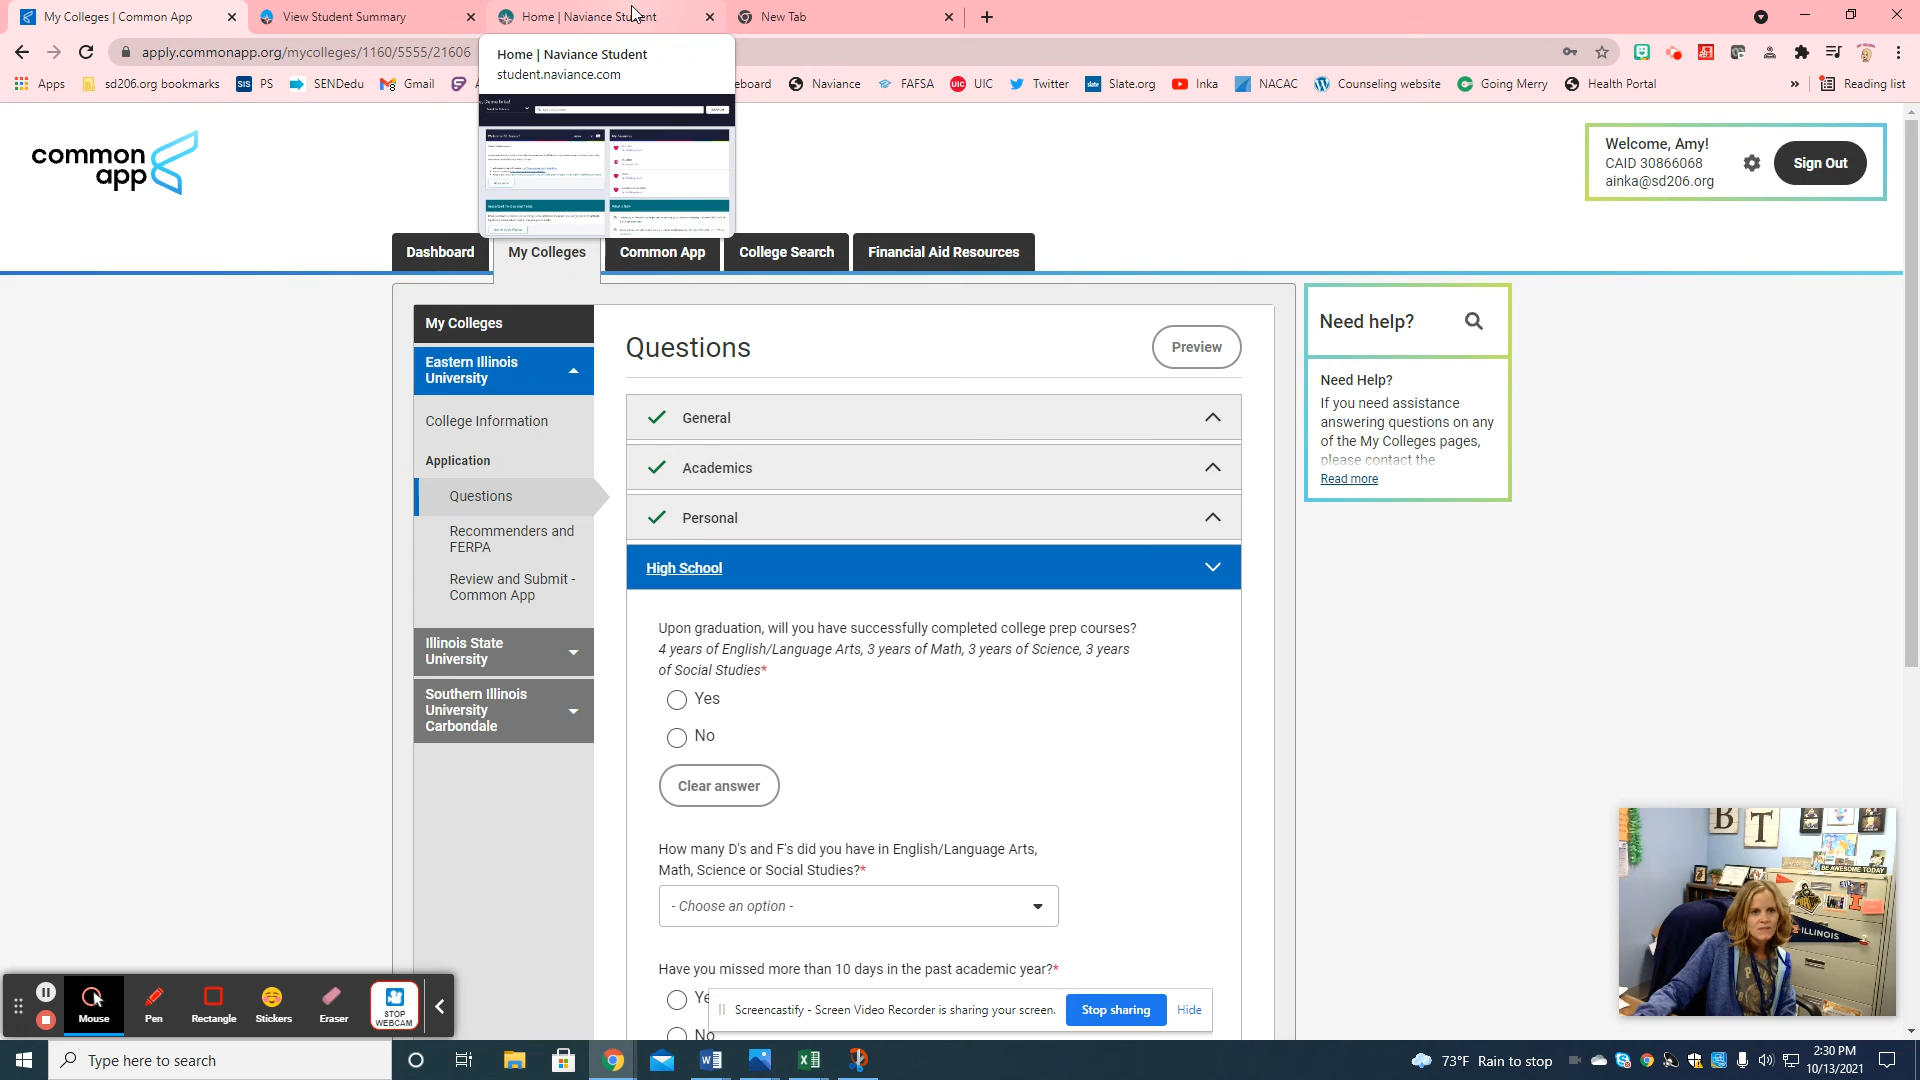 My Colleges | Common App
View Student Summary
Home | Naviance Student
New Tab
apply.commonapp.org/mycolleges/1160/5555/21606
Home | Naviance Student
student.naviance.com
Apps
sd206.org bookmarks
SIS PS
SENDedu
Gmail
eboard
Naviance
FAFSA
UIC UIC
Twitter
slate Slate.org
Inka
NACAC
Counseling website
Going Merry
Health Portal
»
Reading list
common app
Welcome, Amy!
CAID 30866068
ainka@sd206.org
Sign Out
Dashboard
My Colleges
Common App
College Search
Financial Aid Resources
My Colleges
Eastern Illinois
University
College Information
Application
Questions
Recommenders and
FERPA
Review and Submit -
Common App
Illinois State
University
Southern Illinois
University
Carbondale
Questions
Preview
General
Academics
Personal
High School
Upon graduation, will you have successfully completed college prep courses?
4 years of English/Language Arts, 3 years of Math, 3 years of Science, 3 years
of Social Studies*
Yes
No
Clear answer
How many D's and F's did you have in English/Language Arts,
Math, Science or Social Studies?*
- Choose an option -
Have you missed more than 10 days in the past academic year?*
Ye
No
Need help?
Need Help?
If you need assistance
answering questions on any
of the My Colleges pages,
please contact the
Read more
B T
BE AWESOME TODAY
ILLINOIS
Mouse
Pen
Rectangle
Stickers
Eraser
STOP
WEBCAM
Screencastify - Screen Video Recorder is sharing your screen.
Stop sharing
Hide
Type here to search
73°F Rain to stop
2:30 PM
10/13/2021